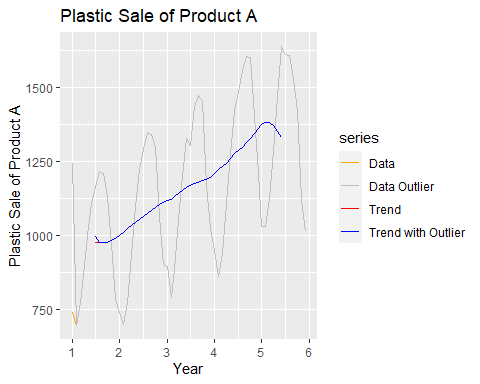 Plastic Sale of Product A
1500
1250
1000
750
Plastic Sale of Product A
1 2 3 4 5 6
Year
series
Data
Data Outlier
Trend
Trend with Outlier